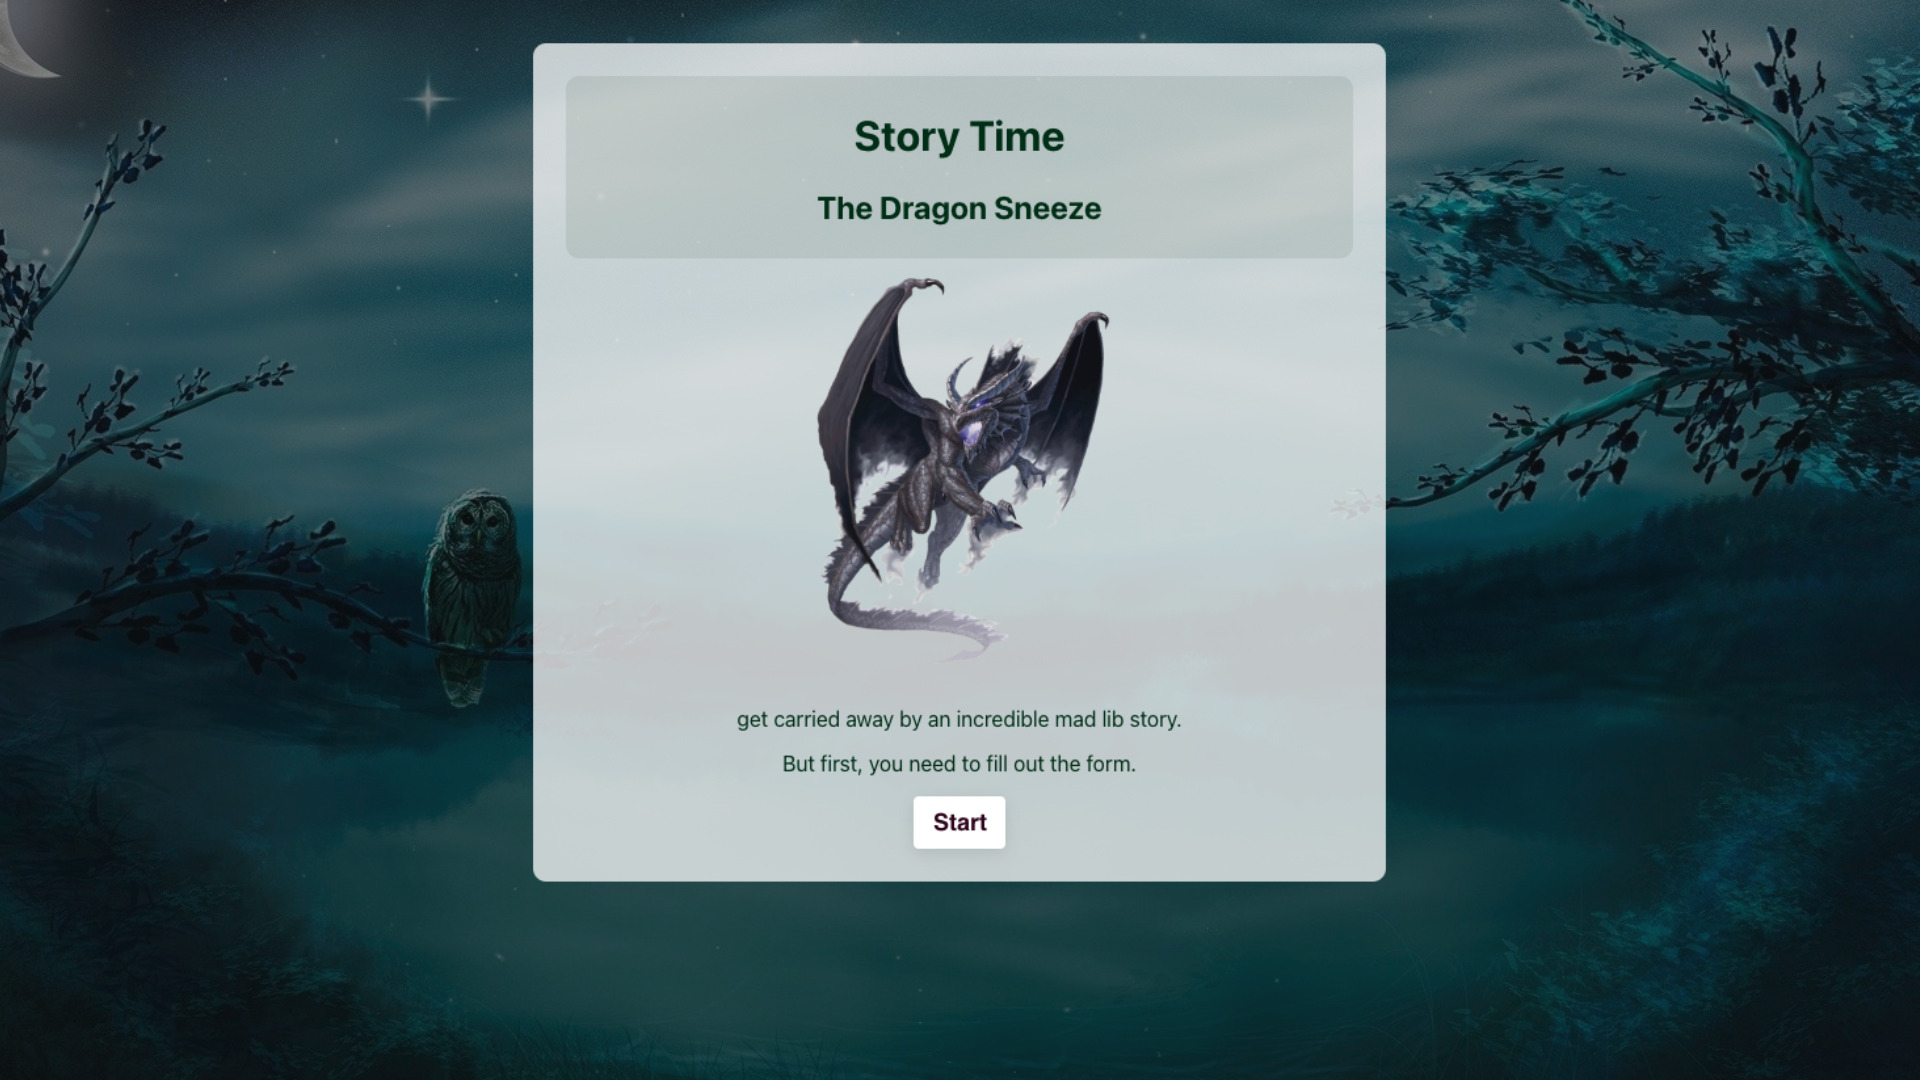 Story Time
The Dragon Sneeze
get carried away by an incredible mad lib story.
But first, you need to fill out the form.
Start